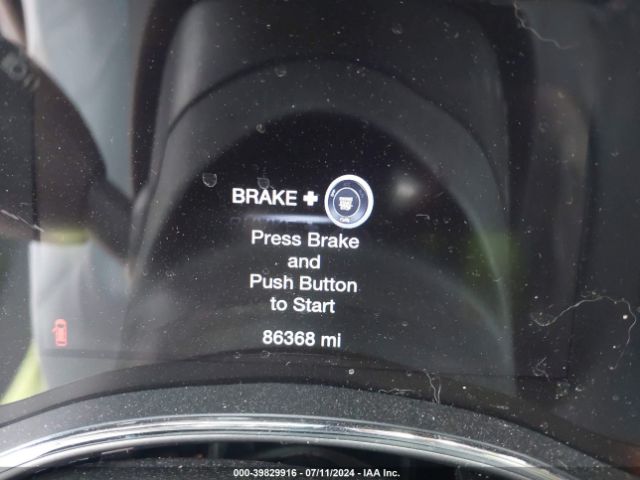 BRAKE +
Press Brake
and
Push Button
to Start
86368 mi
000-39829916 - 07/11/2024 - IAA Inc.